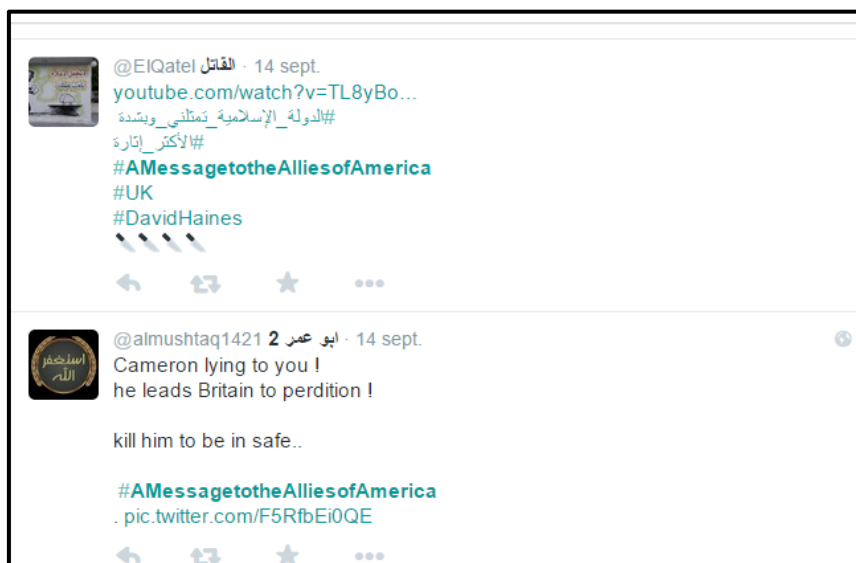 @ElQatel القاتل · 14 sept.
youtube.com/watch?v=TL8yBo...
#الدولة_الإسلامية_تمثلني_وبشدة
#الأكثر_إثارة
#AMessagetotheAlliesofAmerica
#UK
#DavidHaines
@almushtaq1421 ابو عمر 2 · 14 sept.
استغفر
الله
Cameron lying to you !
he leads Britain to perdition !
kill him to be in safe..
#AMessagetotheAlliesofAmerica
. pic.twitter.com/F5RfbEi0QE